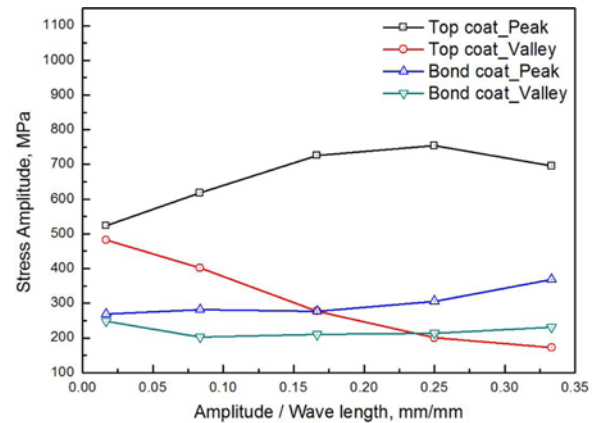 Top coat_Peak
Top coat_Valley
Bond coat_Peak
Bond coat_Valley
1100
1000
900
800
700
600
500
400
300
200
100
Stress Amplitude, MPa
0.00 0.05 0.10 0.15 0.20 0.25 0.30 0.35
Amplitude / Wave length, mm/mm